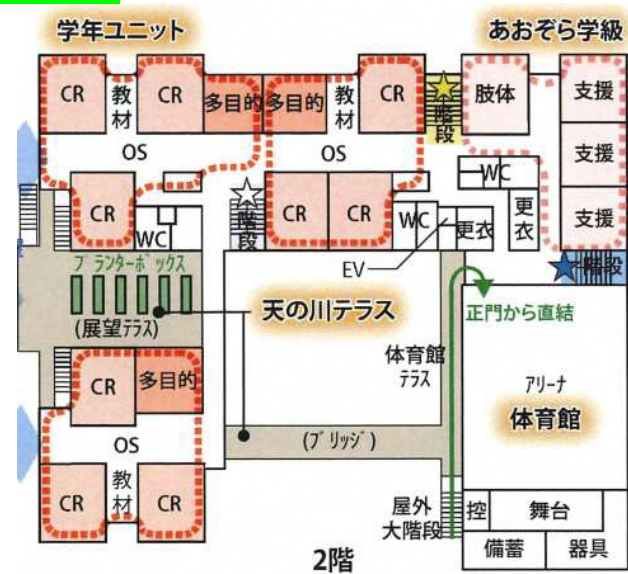 学年ユニット
あおぞら学級
CR
教材
CR
多目的
多目的
教材
CR
階段
肢体
支援
OS
OS
支援
WC
CR
階段
CR
CR
WC
更衣
更衣
支援
WC
EV
階段
プランターボックス
天の川テラス
正門から直結
(展望テラス)
体育館
テラス
アリーナ
体育館
CR
多目的
OS
(ブリッジ)
CR
教材
CR
屋外
大階段
控
舞台
備蓄
器具
2階